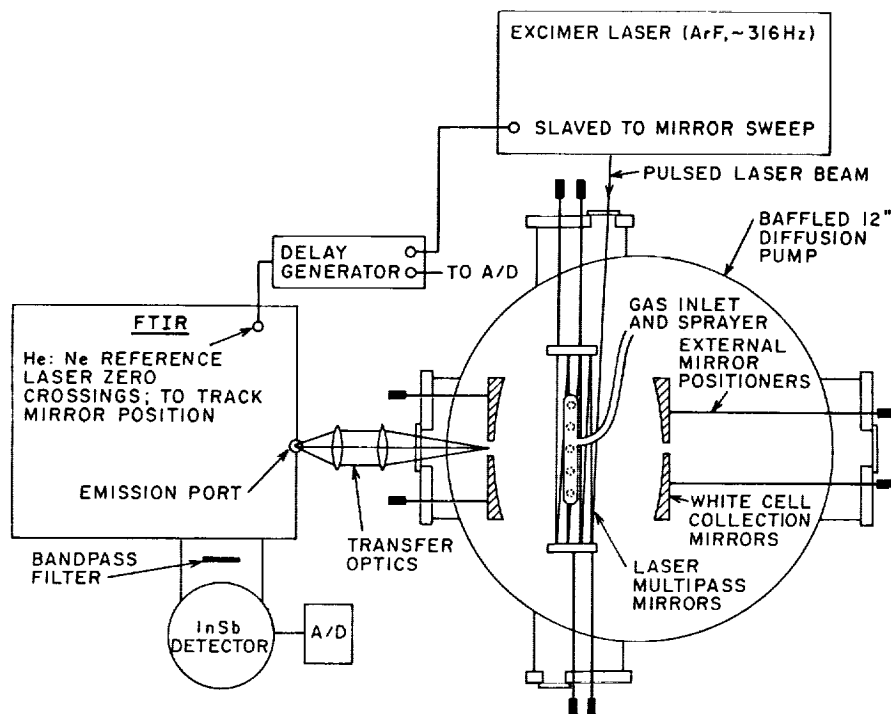 EXCIMER LASER (ArF, ~316Hz)
SLAVED TO MIRROR SWEEP
PULSED LASER BEAM
BAFFLED 12"
DIFFUSION
PUMP
DELAY
GENERATOR
TO A/D
GAS INLET
AND SPRAYER
EXTERNAL
MIRROR
POSITIONERS
FTIR
He: Ne REFERENCE
LASER ZERO
CROSSINGS; TO TRACK
MIRROR POSITION
EMISSION PORT
TRANSFER
OPTICS
WHITE CELL
COLLECTION
MIRRORS
LASER
MULTIPASS
MIRRORS
BANDPASS
FILTER
InSb
DETECTOR
A/D